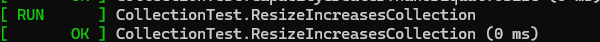 [ RUN      ] CollectionTest.ResizeIncreasesCollection
[       OK ] CollectionTest.ResizeIncreasesCollection (0 ms)